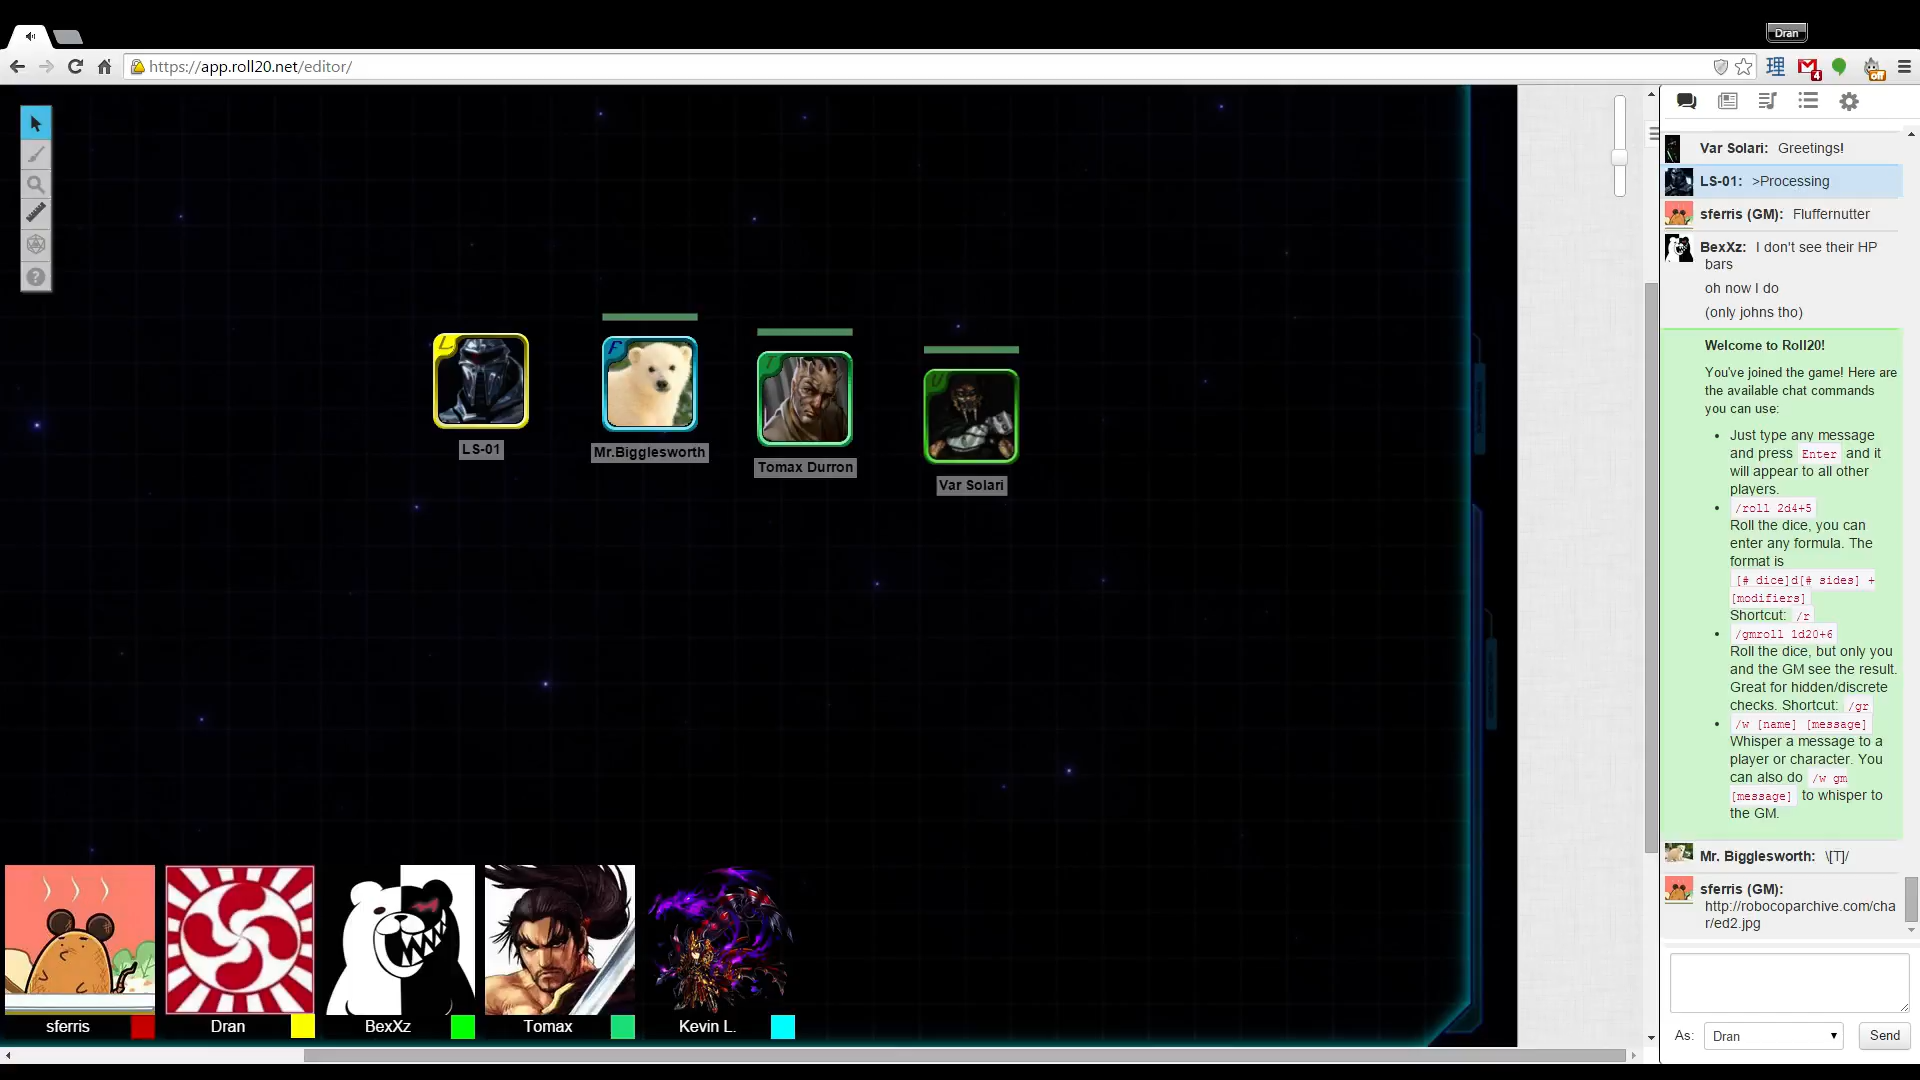 Dran
https://app.roll20.net/editor/
理
4
off
Var Solari: Greetings!
LS-01: >Processing
sferris (GM): Fluffernutter
BexXz: I don't see their HP
bars
oh now I do
(only johns tho)
Welcome to Roll20!
You've joined the game! Here are
the available chat commands
you can use:
Just type any message
and press Enter and it
will appear to all other
players.
/roll 2d4+5
Roll the dice, you can
enter any formula. The
format is
[# dice]d[# sides] +
[modifiers]
Shortcut: /r
/gmroll 1d20+6
Roll the dice, but only you
and the GM see the result.
Great for hidden/discrete
checks. Shortcut: /gr
/w [name] [message]
Whisper a message to a
player or character. You
can also do /w gm
[message] to whisper to
the GM.
Mr. Bigglesworth: \[T]/
sferris (GM):
http://robocoparchive.com/cha
r/ed2.jpg
As: Dran Send
L
F
T
LS-01
Mr.Bigglesworth
Tomax Durron
Var Solari
sferris
Dran
BexXz
Tomax
Kevin L.